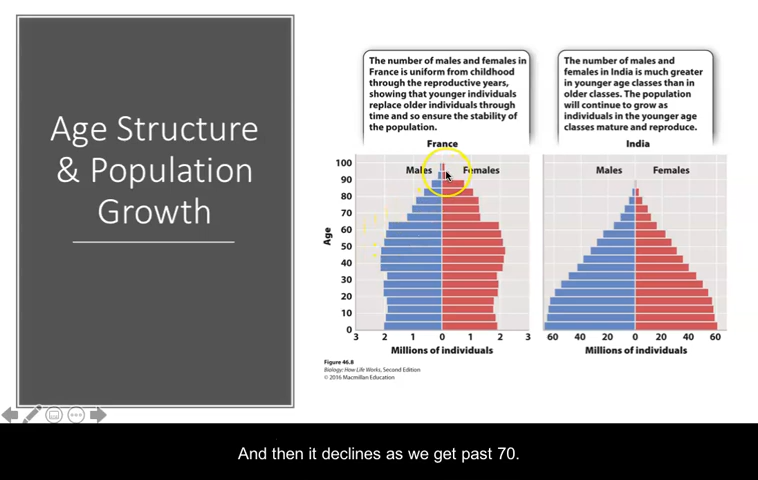 Age Structure
& Population
Growth
The number of males and females in
France is uniform from childhood
through the reproductive years,
showing that younger individuals
replace older individuals through
time and so ensure the stability of
the population.
The number of males and
females in India is much greater
in younger age classes than in
older classes. The population
will continue to grow as
individuals in the younger age
classes mature and reproduce.
France
India
Males
Females
Males
Females
Age
100
90
80
70
60
50
40
30
20
10
0
3 2 1 0 1 2 3
60 40 20 0 20 40 60
Millions of individuals
Millions of individuals
Figure 46.8
Biology: How Life Works, Second Edition
© 2016 Macmillan Education
And then it declines as we get past 70.